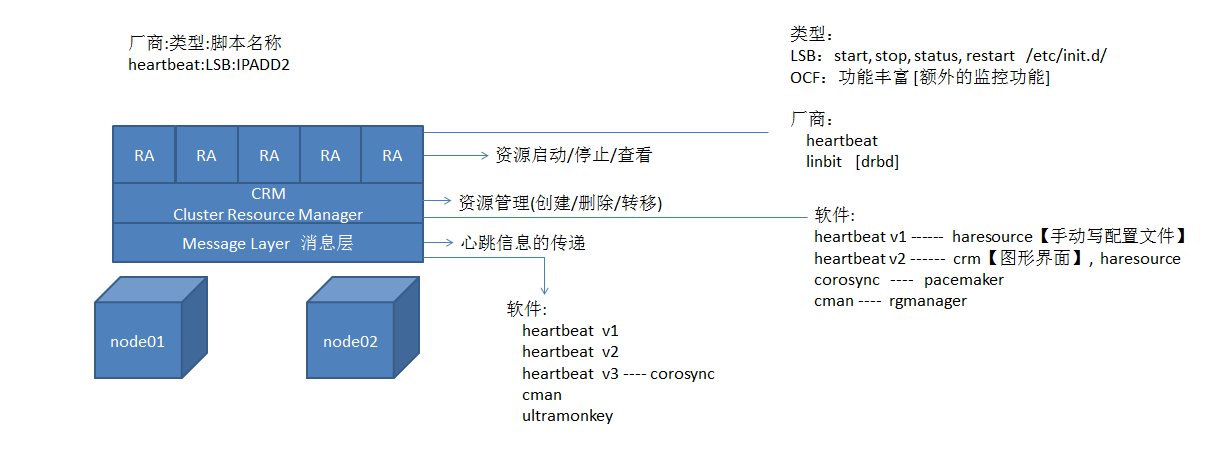 厂商:类型:脚本名称
heartbeat:LSB:IPADD2
类型：
LSB：start, stop, status, restart /etc/init.d/
OCF：功能丰富 [额外的监控功能]
厂商：
heartbeat
linbit [drbd]
RA RA RA RA RA
资源启动/停止/查看
CRM
Cluster Resource Manager
资源管理(创建/删除/转移)
Message Layer 消息层
心跳信息的传递
软件:
heartbeat v1 ------ haresource【手动写配置文件】
heartbeat v2 ------ crm【图形界面】, haresource
corosync ---- pacemaker
cman ---- rgmanager
node01
node02
软件:
heartbeat v1
heartbeat v2
heartbeat v3 ---- corosync
cman
ultramonkey